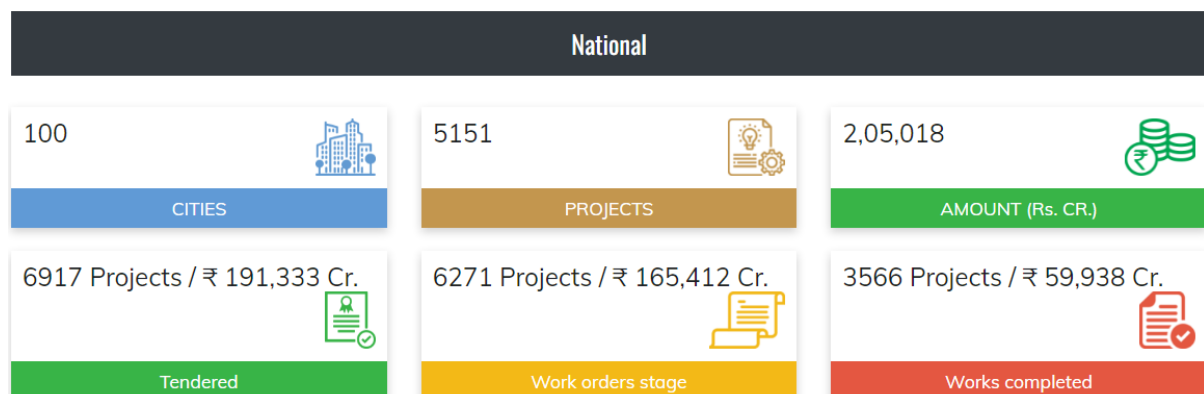 National
100
CITIES
5151
PROJECTS
2,05,018
₹
AMOUNT (Rs. CR.)
6917 Projects / ₹ 191,333 Cr.
Tendered
6271 Projects / ₹ 165,412 Cr.
Work orders stage
3566 Projects / ₹ 59,938 Cr.
Works completed